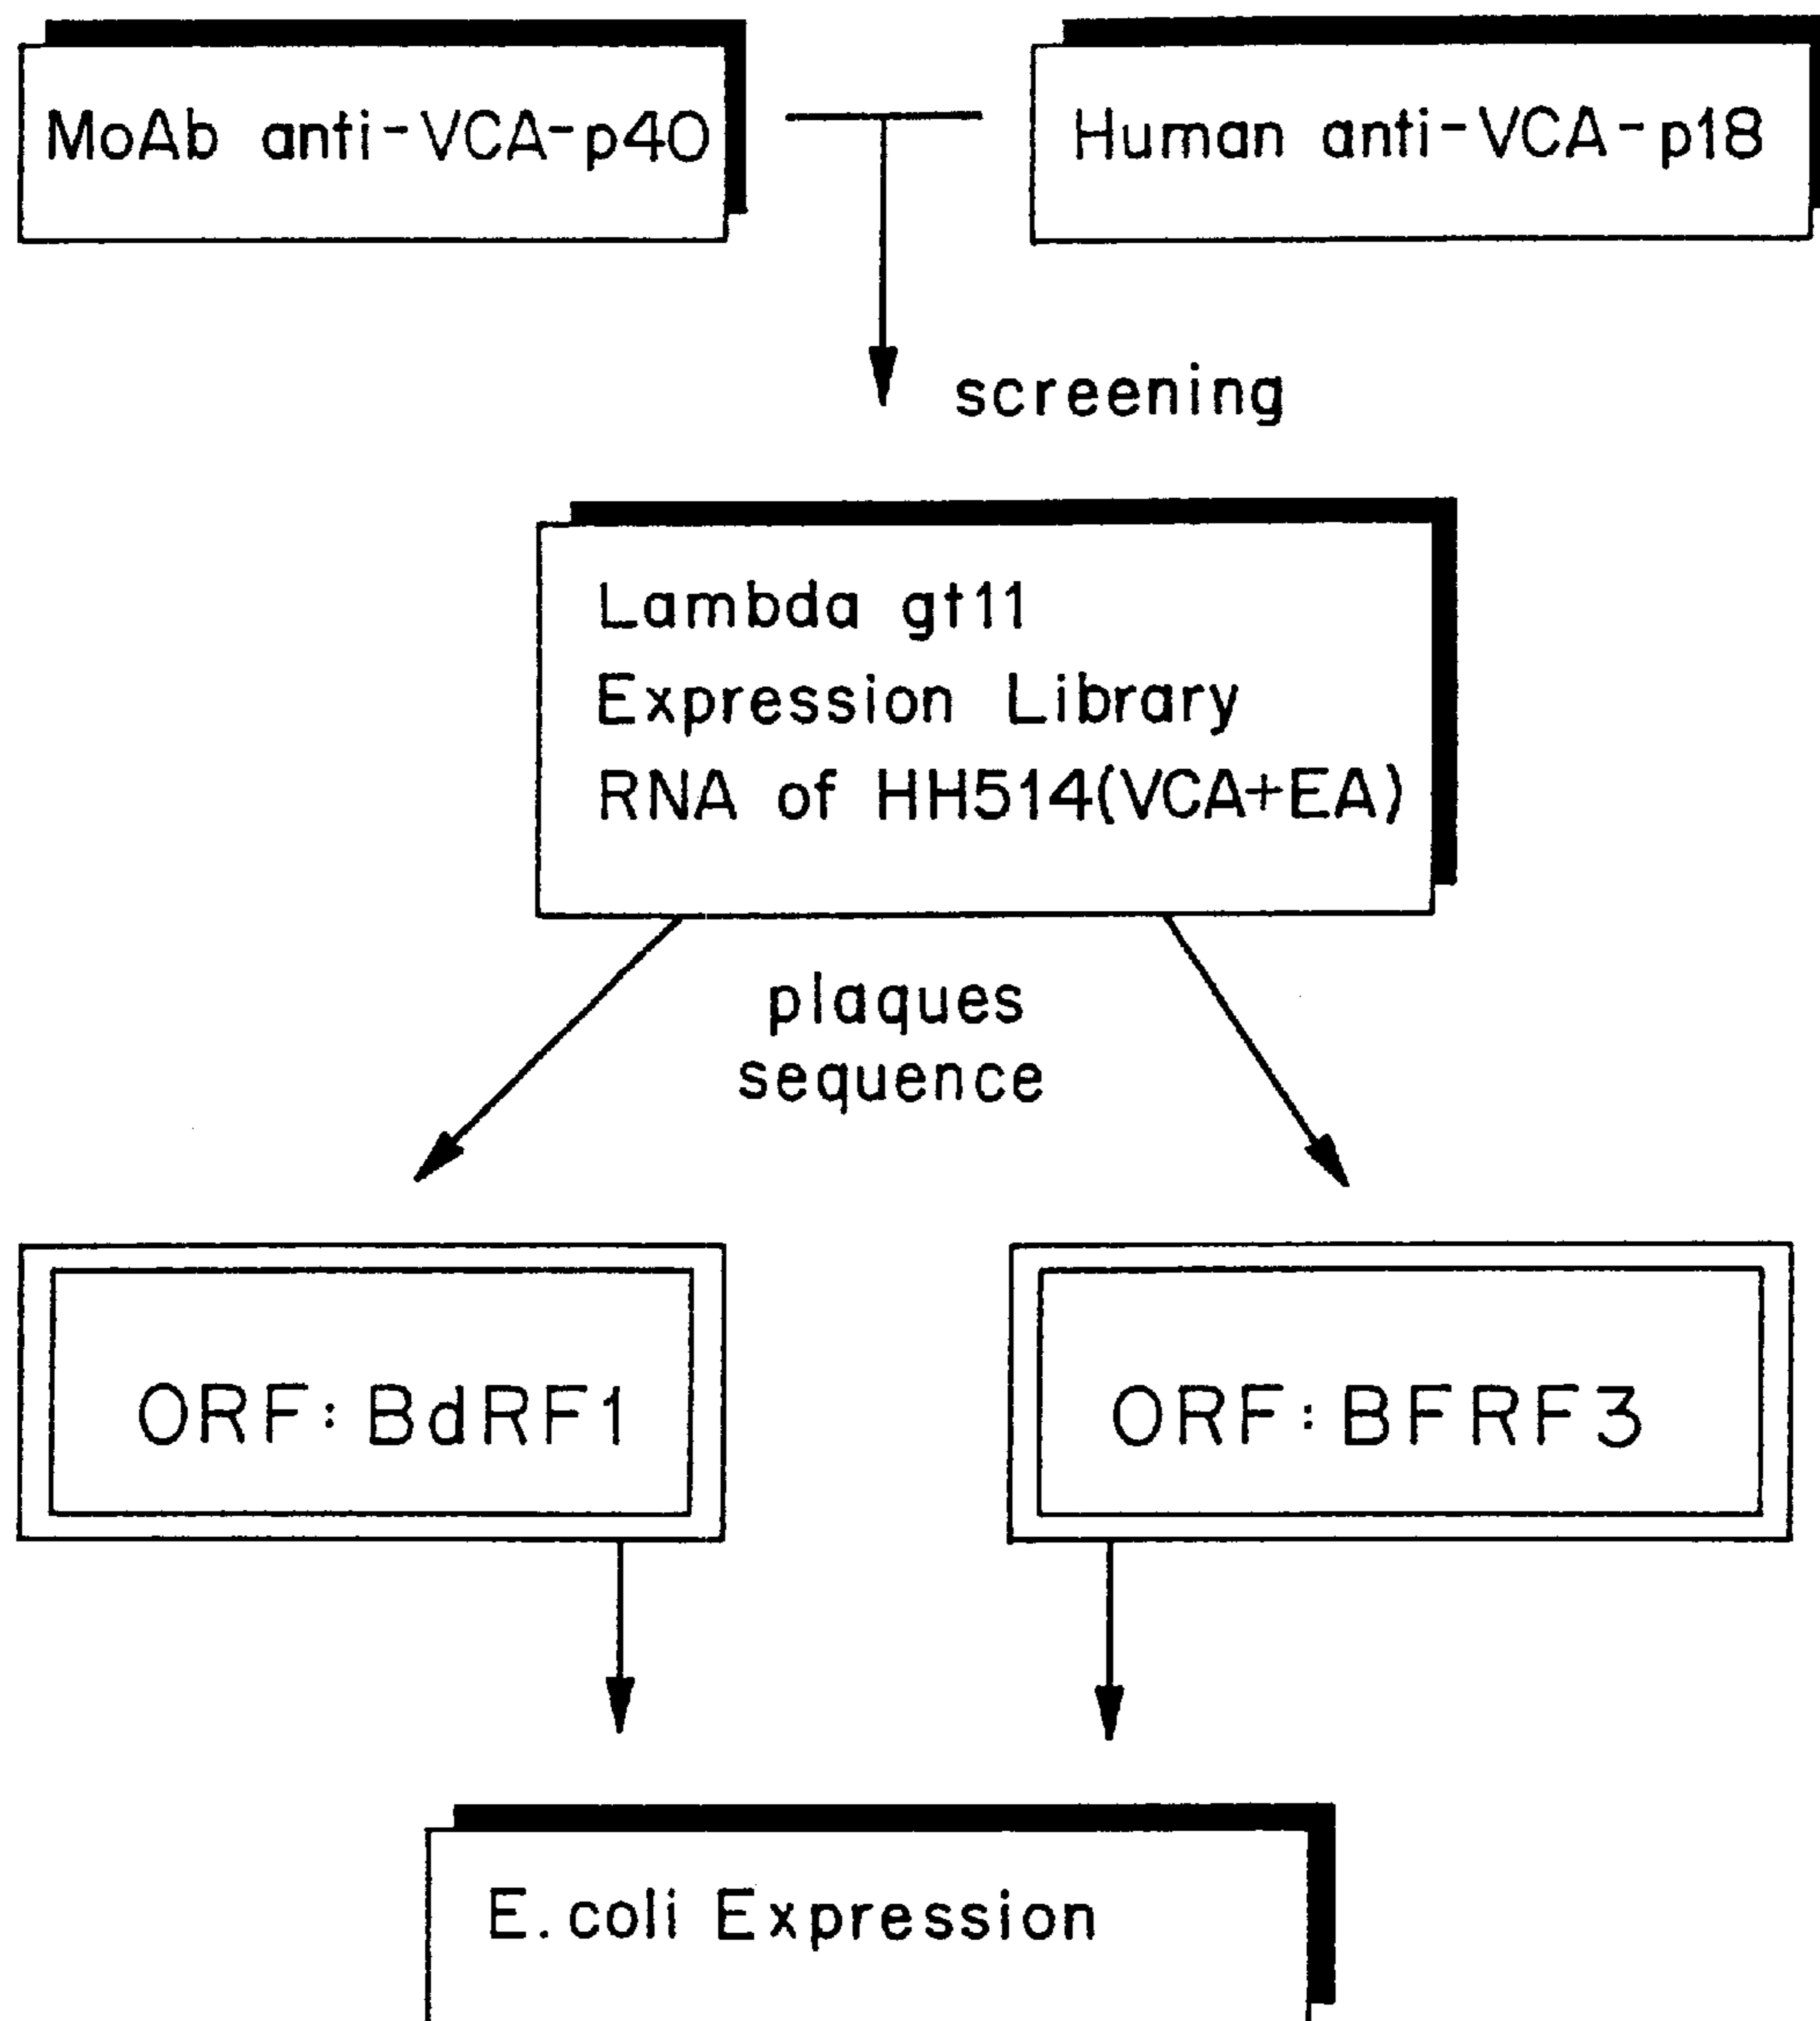 MoAb anti-VCA-p40
Human anti-VCA-p18
screening
Lambda gt11
Expression Library
RNA of HH514(VCA+EA)
plaques
sequence
ORF: BdRF1
ORF: BFRF3
E.coli Expression